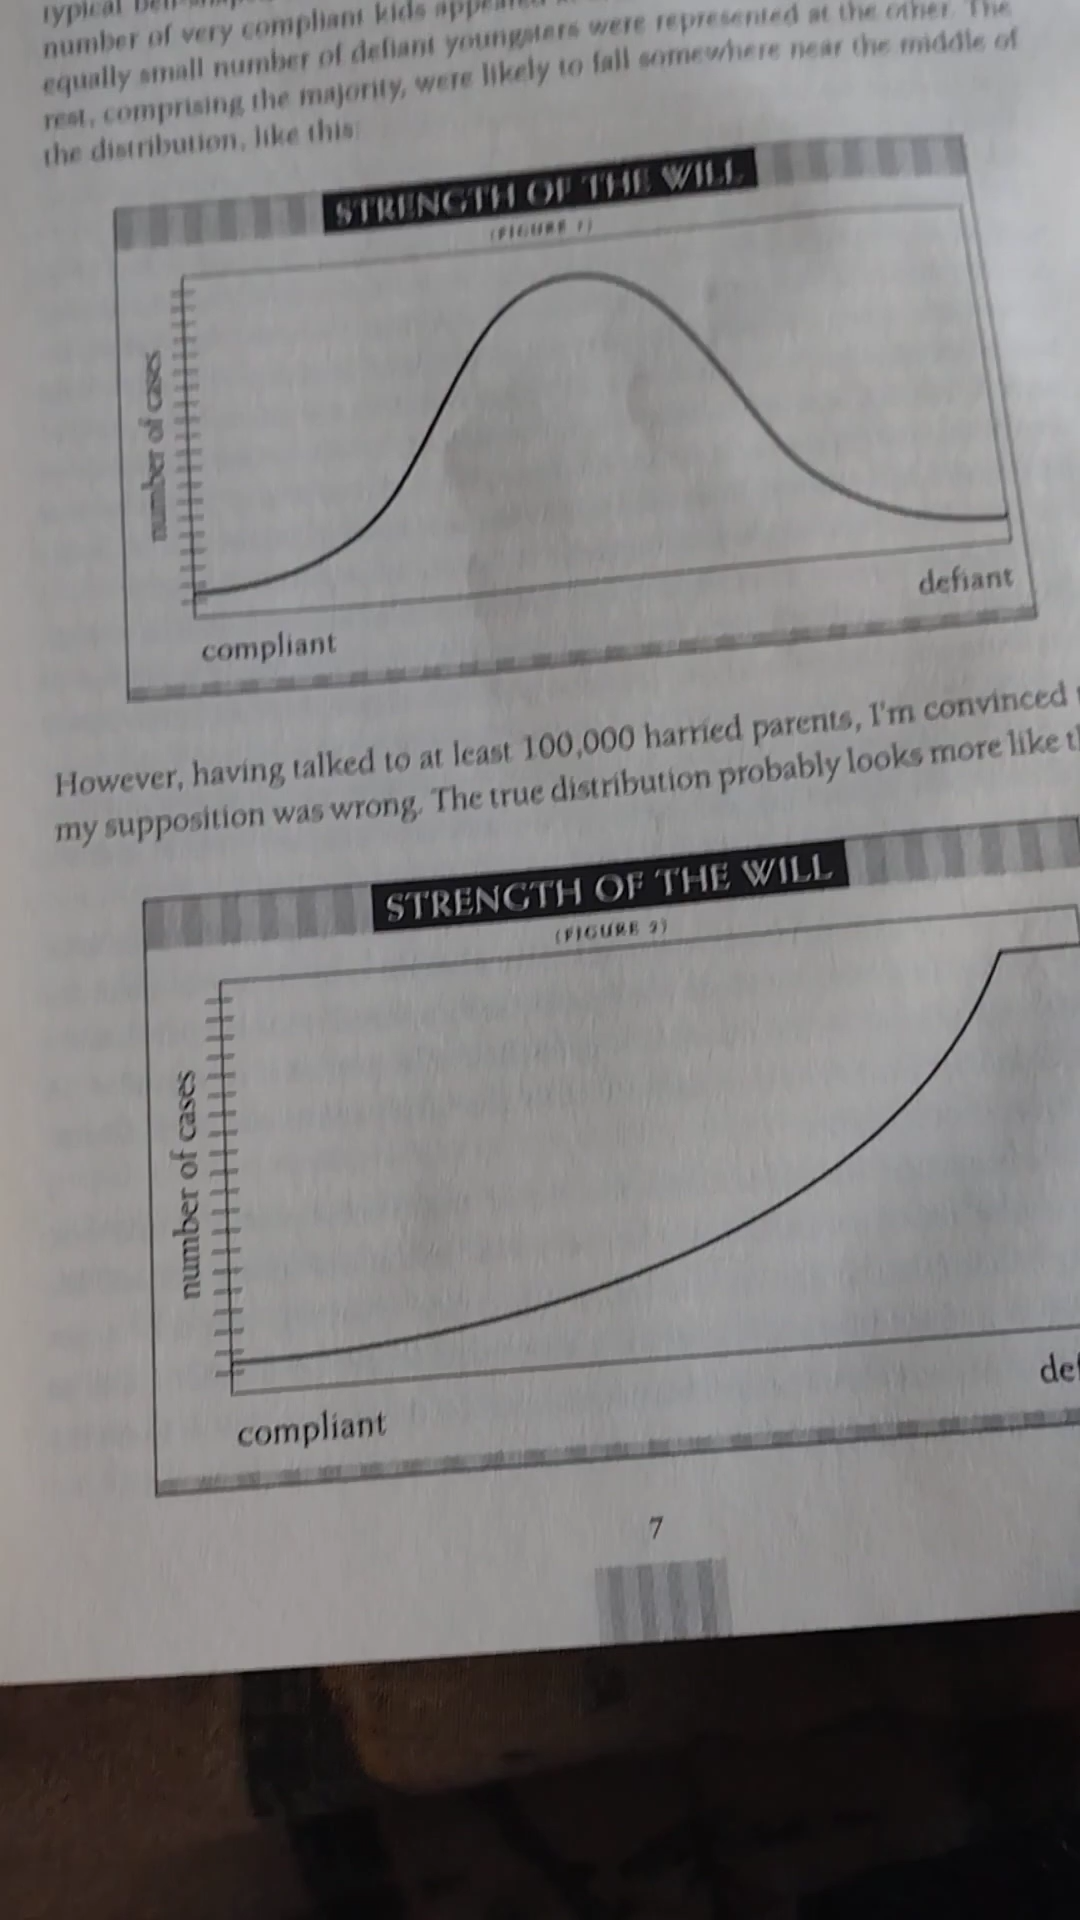 typical
number of very compliant kids appeared
equally small number of defiant youngsters were represented at the other. The
rest, comprising the majority, were likely to fall somewhere near the middle of
the distribution, like this:
STRENGTH OF THE WILL
(FIGURE 1)
number of cases
compliant
defiant
However, having talked to at least 100,000 harried parents, I'm convinced
my supposition was wrong. The true distribution probably looks more like
STRENGTH OF THE WILL
(FIGURE 2)
number of cases
compliant
7